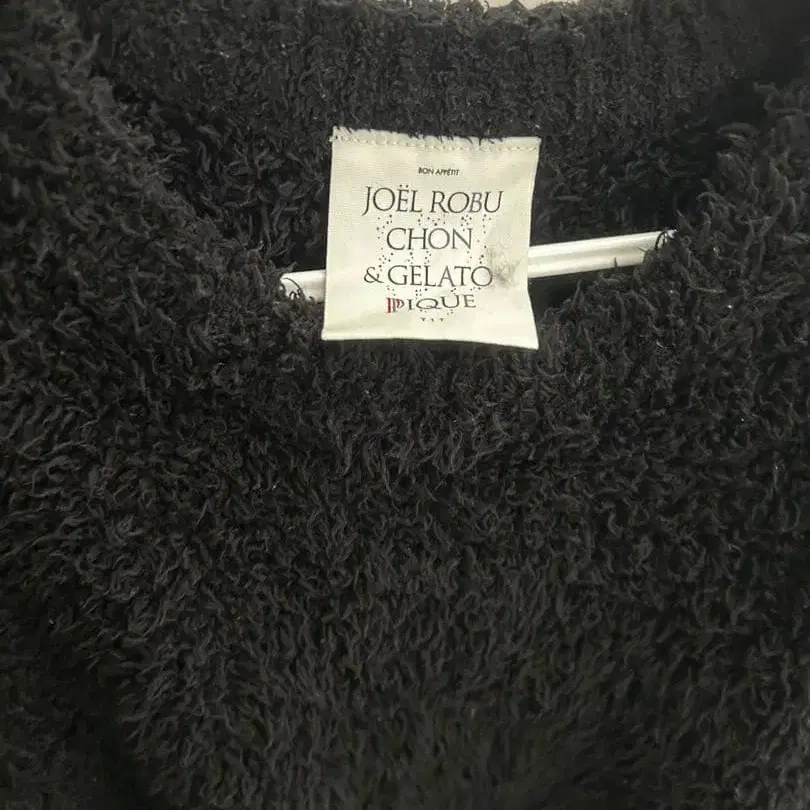 BON APPÉTIT
JOËL ROBU
CHON
& GELATO
PIQUE